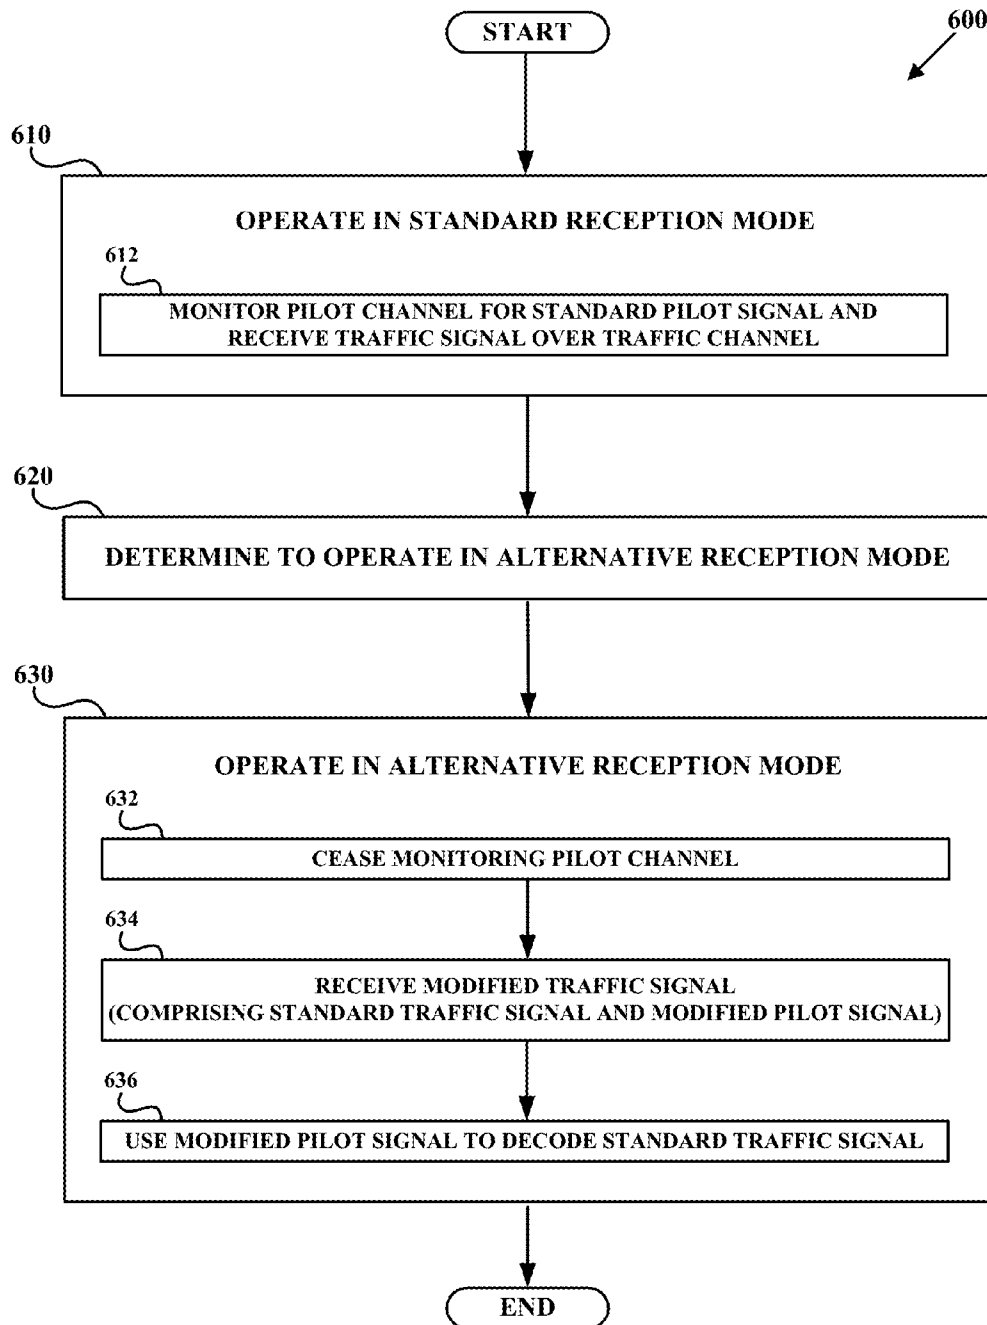 START
600
610
OPERATE IN STANDARD RECEPTION MODE
612
MONITOR PILOT CHANNEL FOR STANDARD PILOT SIGNAL AND
RECEIVE TRAFFIC SIGNAL OVER TRAFFIC CHANNEL
620
DETERMINE TO OPERATE IN ALTERNATIVE RECEPTION MODE
630
OPERATE IN ALTERNATIVE RECEPTION MODE
632
CEASE MONITORING PILOT CHANNEL
634
RECEIVE MODIFIED TRAFFIC SIGNAL
(COMPRISING STANDARD TRAFFIC SIGNAL AND MODIFIED PILOT SIGNAL)
636
USE MODIFIED PILOT SIGNAL TO DECODE STANDARD TRAFFIC SIGNAL
END